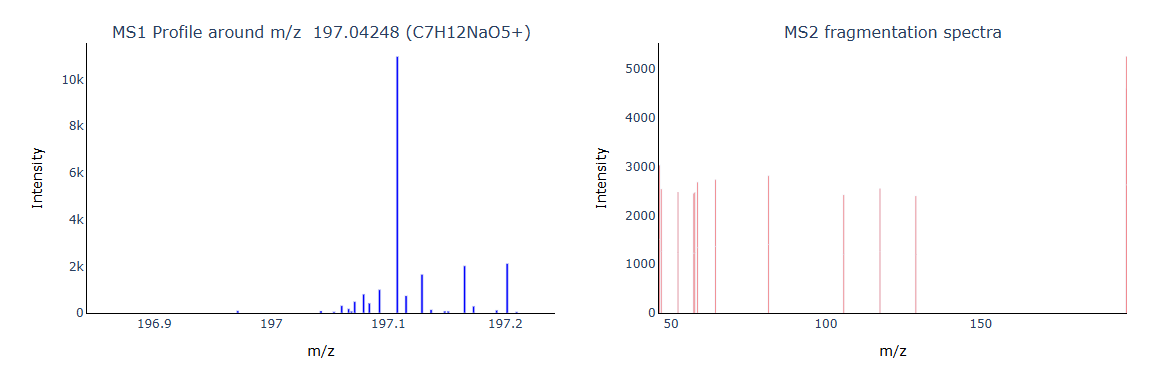 MS1 Profile around m/z  197.04248 (C7H12NaO5+)
10k
8k
6k
4k
2k
0
Intensity
196.9
197
197.1
197.2
m/z
MS2 fragmentation spectra
5000
4000
3000
2000
1000
0
Intensity
50
100
150
m/z